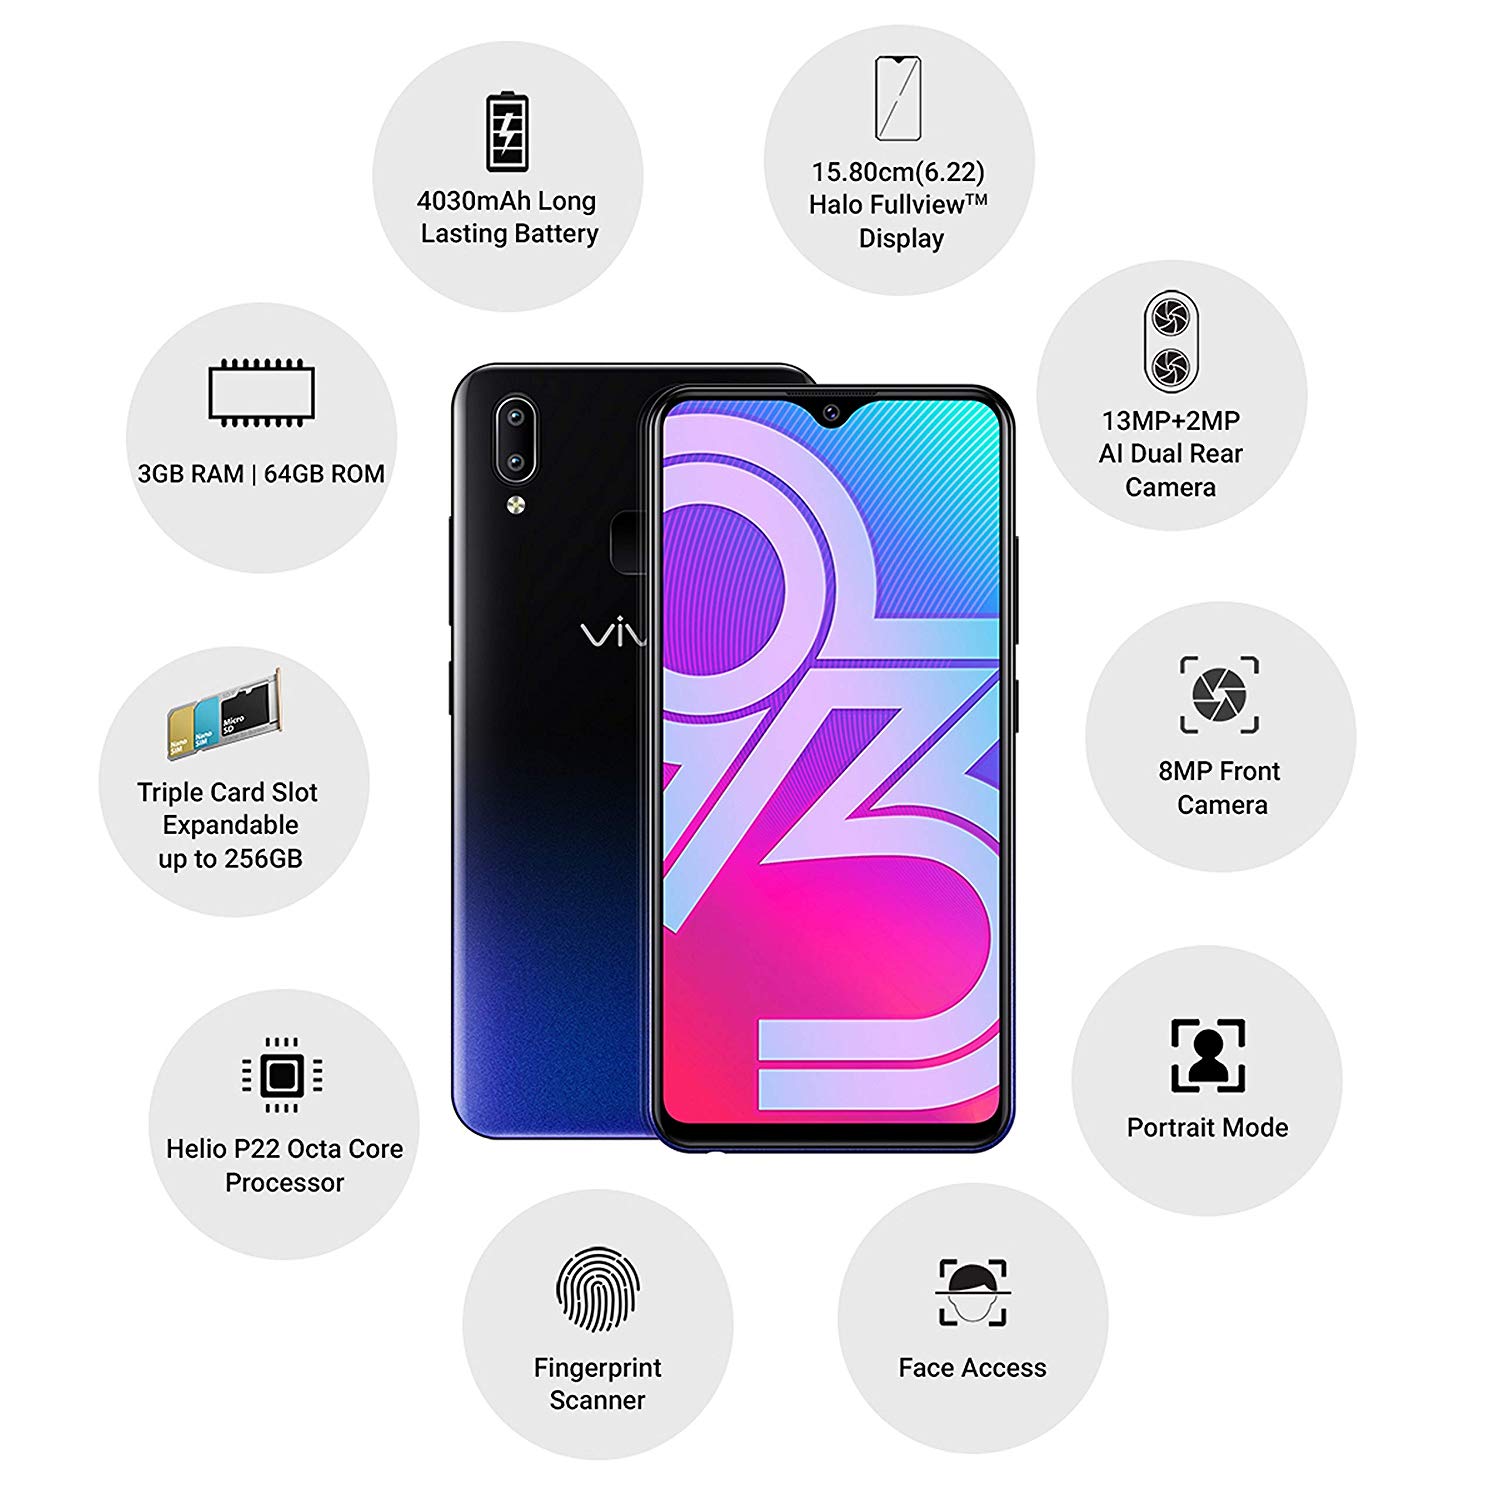 4030mAh Long
Lasting Battery
15.80cm(6.22)
Halo Fullview™
Display
13MP+2MP
AI Dual Rear
Camera
3GB RAM | 64GB ROM
viv
93
8MP Front
Camera
Nano
SIM
Nano
SIM
Micro
SD
Triple Card Slot
Expandable
up to 256GB
Portrait Mode
Helio P22 Octa Core
Processor
Fingerprint
Scanner
Face Access